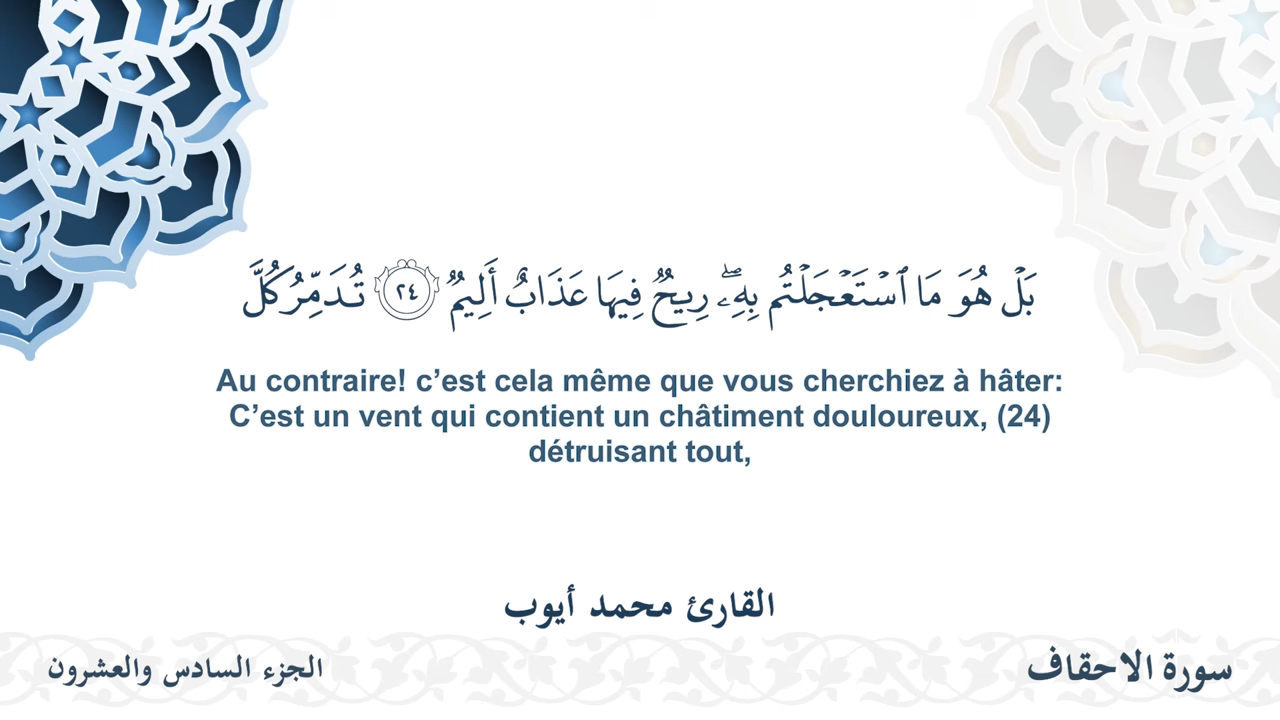 بَلْ هُوَ مَا ٱسْتَعْجَلْتُم بِهِۦۖ رِيحٌ فِيهَا عَذَابٌ أَلِيمٌ ٢٤ تُدَمِّرُ كُلَّ
Au contraire! c’est cela même que vous cherchiez à hâter:
C’est un vent qui contient un châtiment douloureux, (24)
détruisant tout,
القارئ محمد أيوب
سورة الاحقاف
الجزء السادس والعشرون